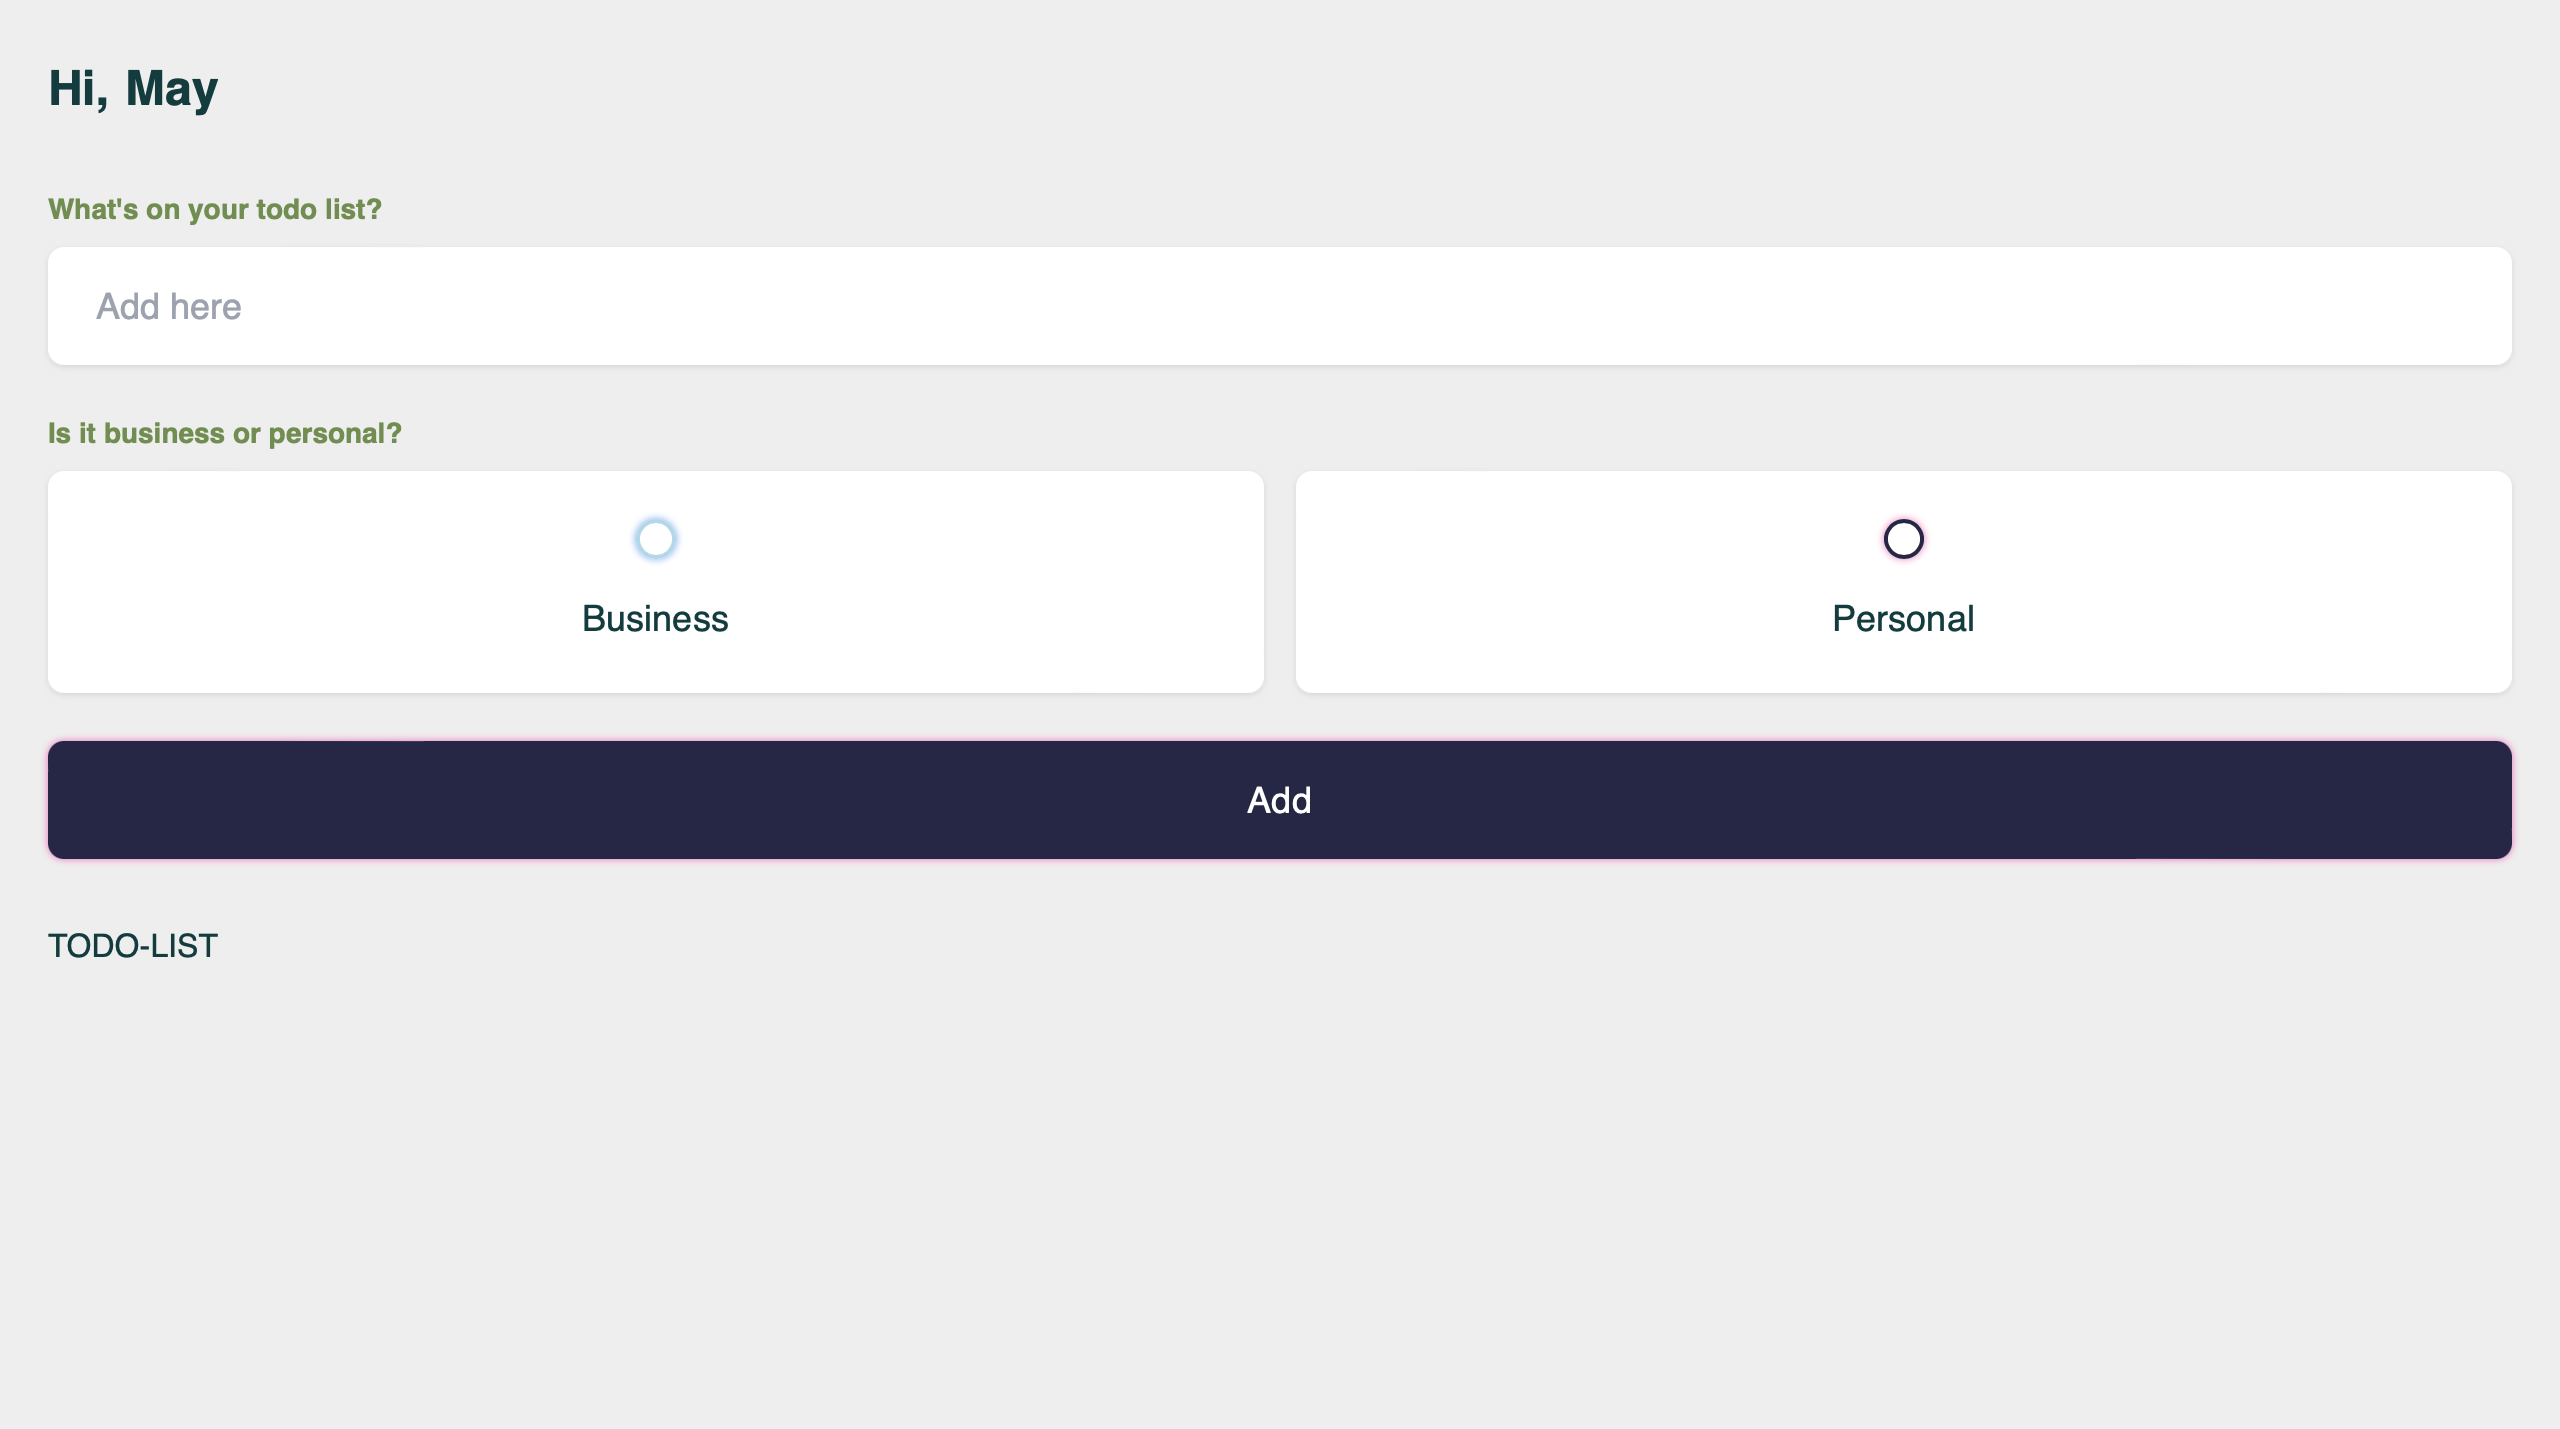 Hi, May
What's on your todo list?
Add here
Is it business or personal?
Business
Personal
Add
TODO-LIST